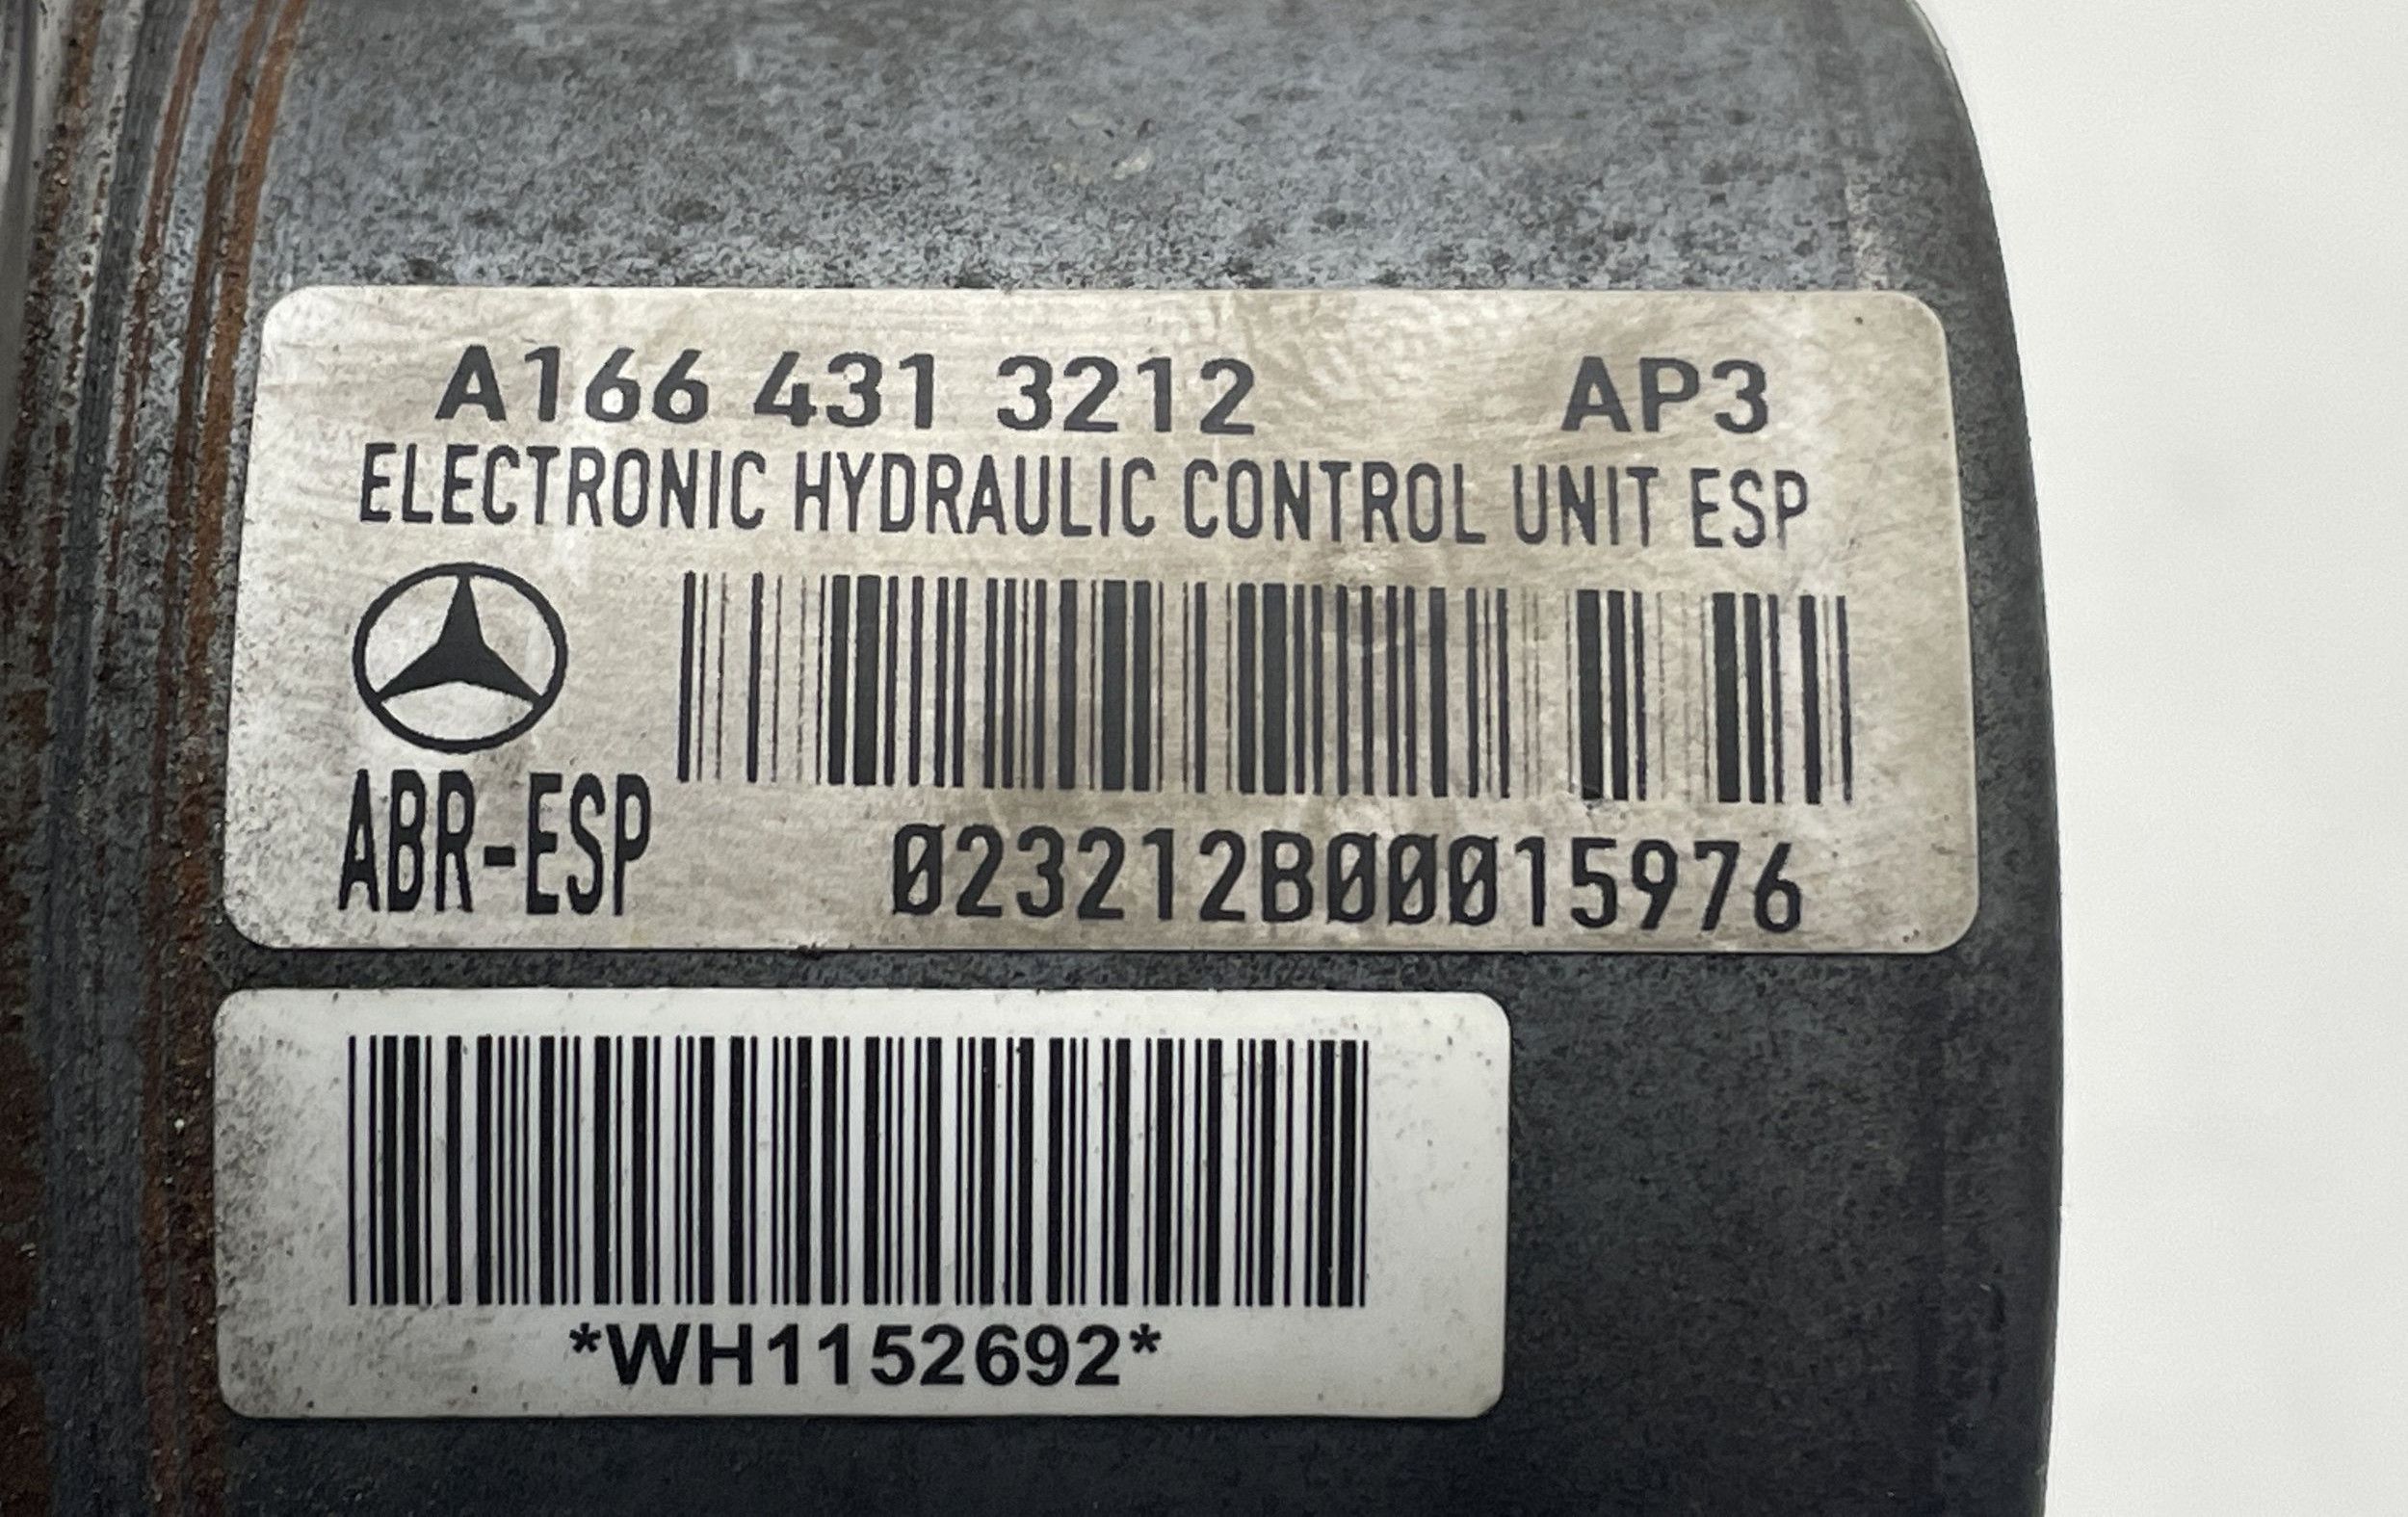 A166 431 3212 AP3
ELECTRONIC HYDRAULIC CONTROL UNIT ESP
ABR-ESP
023212B00015976
*WH1152692*